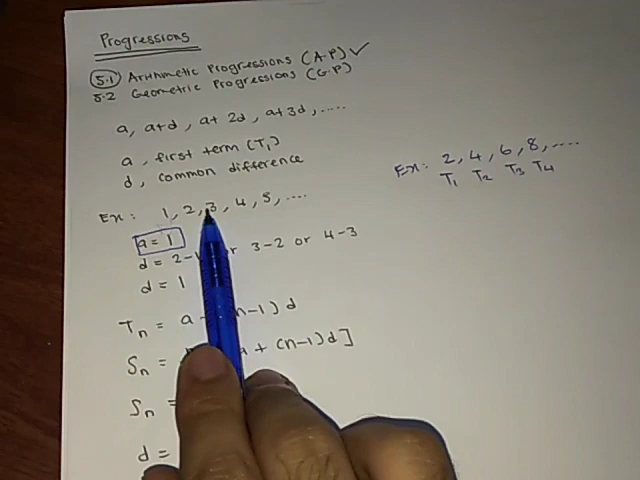 Progressions
5.1 Arithmetic Progressions (A.P) ✓
5.2 Geometric Progressions (G.P)
a, a+d, a+ 2d, a+3d, .....
a, first term (T₁)
d, common difference
Ex: 1, 2, 3, 4, 5, ....
a = 1
d = 2- or 3-2 or 4-3
d = 1
Tn = a n-1) d
Sn = + (n-1) d ]
Sn =
d =
Ex: 2, 4, 6, 8, ....
T₁ T₂ T₃ T₄